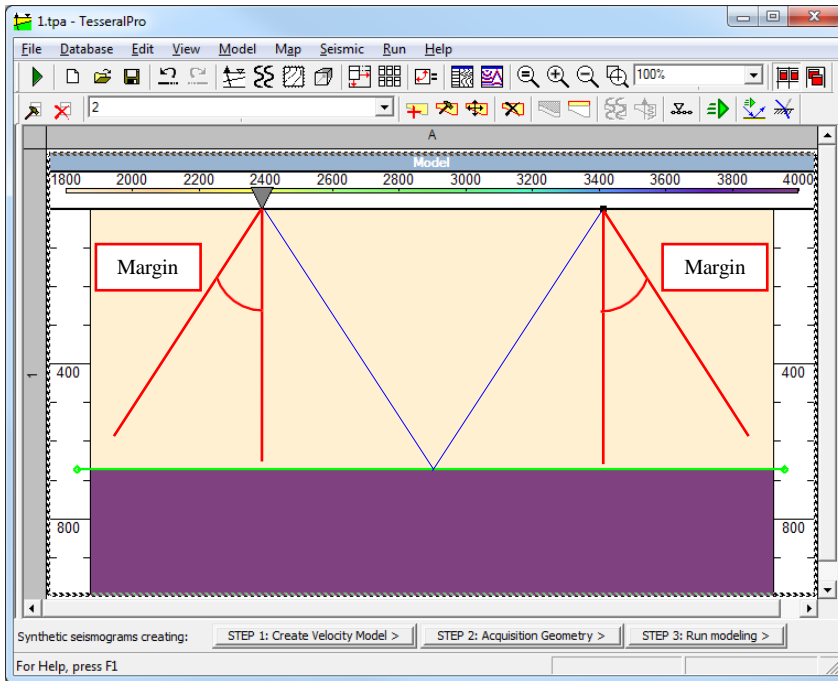 1.tpa - TesseralPro
File Database Edit View Model Map Seismic Run Help
100%
2
A
Model
1800 2000 2200 2400 2600 2800 3000 3200 3400 3600 3800 4000
Margin Margin
1
400 400
800 800
Synthetic seismograms creating: STEP 1: Create Velocity Model > STEP 2: Acquisition Geometry > STEP 3: Run modeling >
For Help, press F1